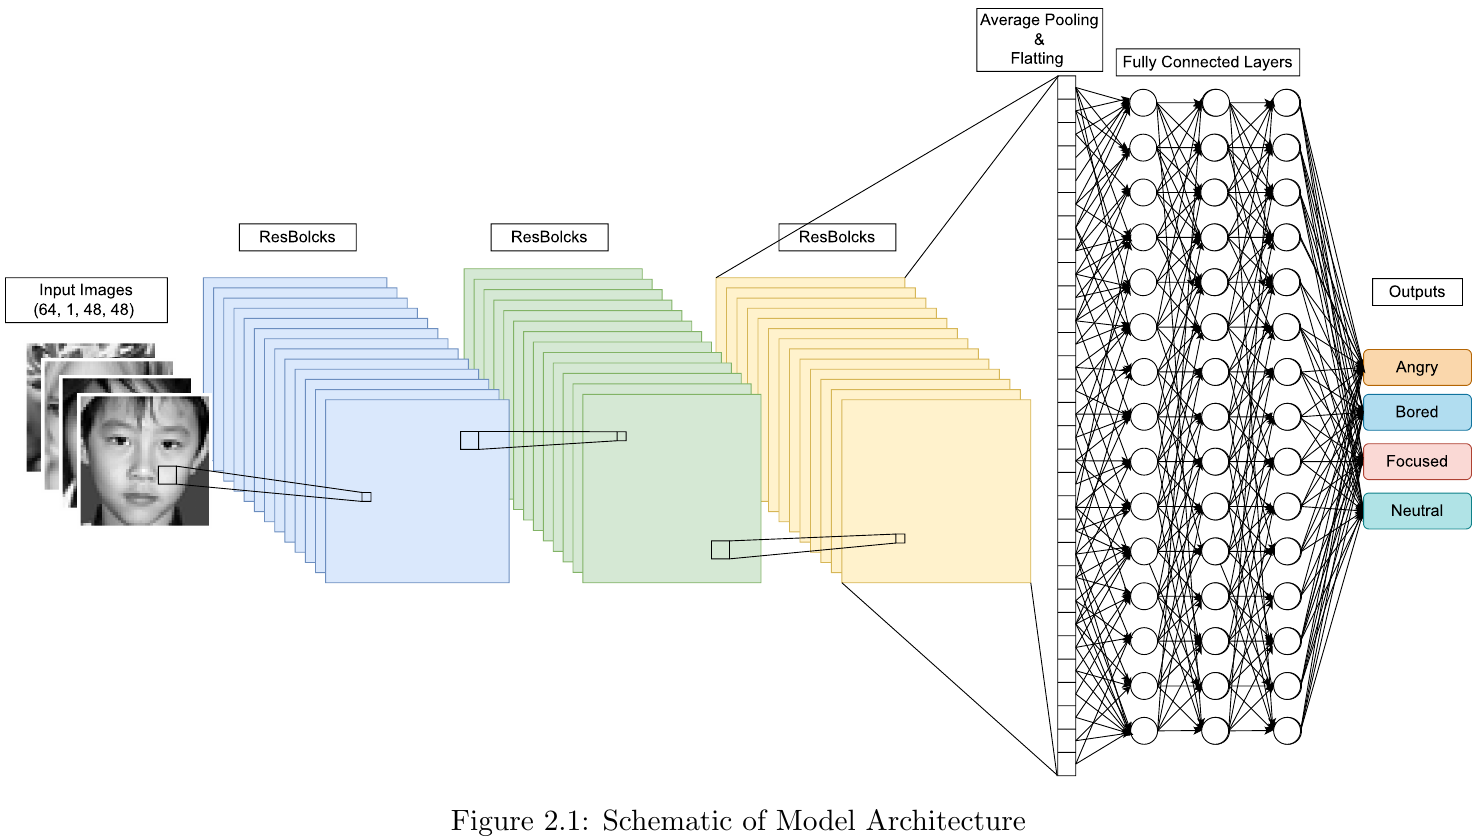 Average Pooling
&
Flatting
Fully Connected Layers
ResBolcks
ResBolcks
ResBolcks
Input Images
(64, 1, 48, 48)
Outputs
Angry
Bored
Focused
Neutral
Figure 2.1: Schematic of Model Architecture